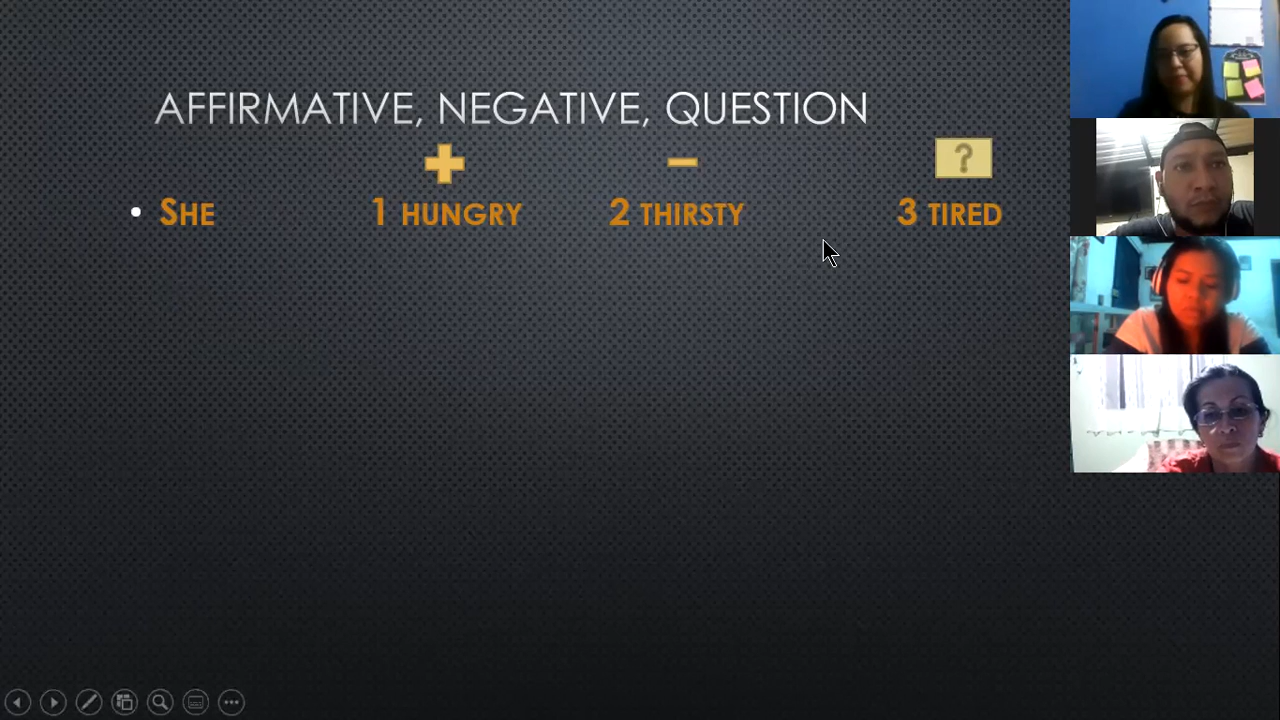 AFFIRMATIVE, NEGATIVE, QUESTION
?
• SHE 1 HUNGRY 2 THIRSTY 3 TIRED